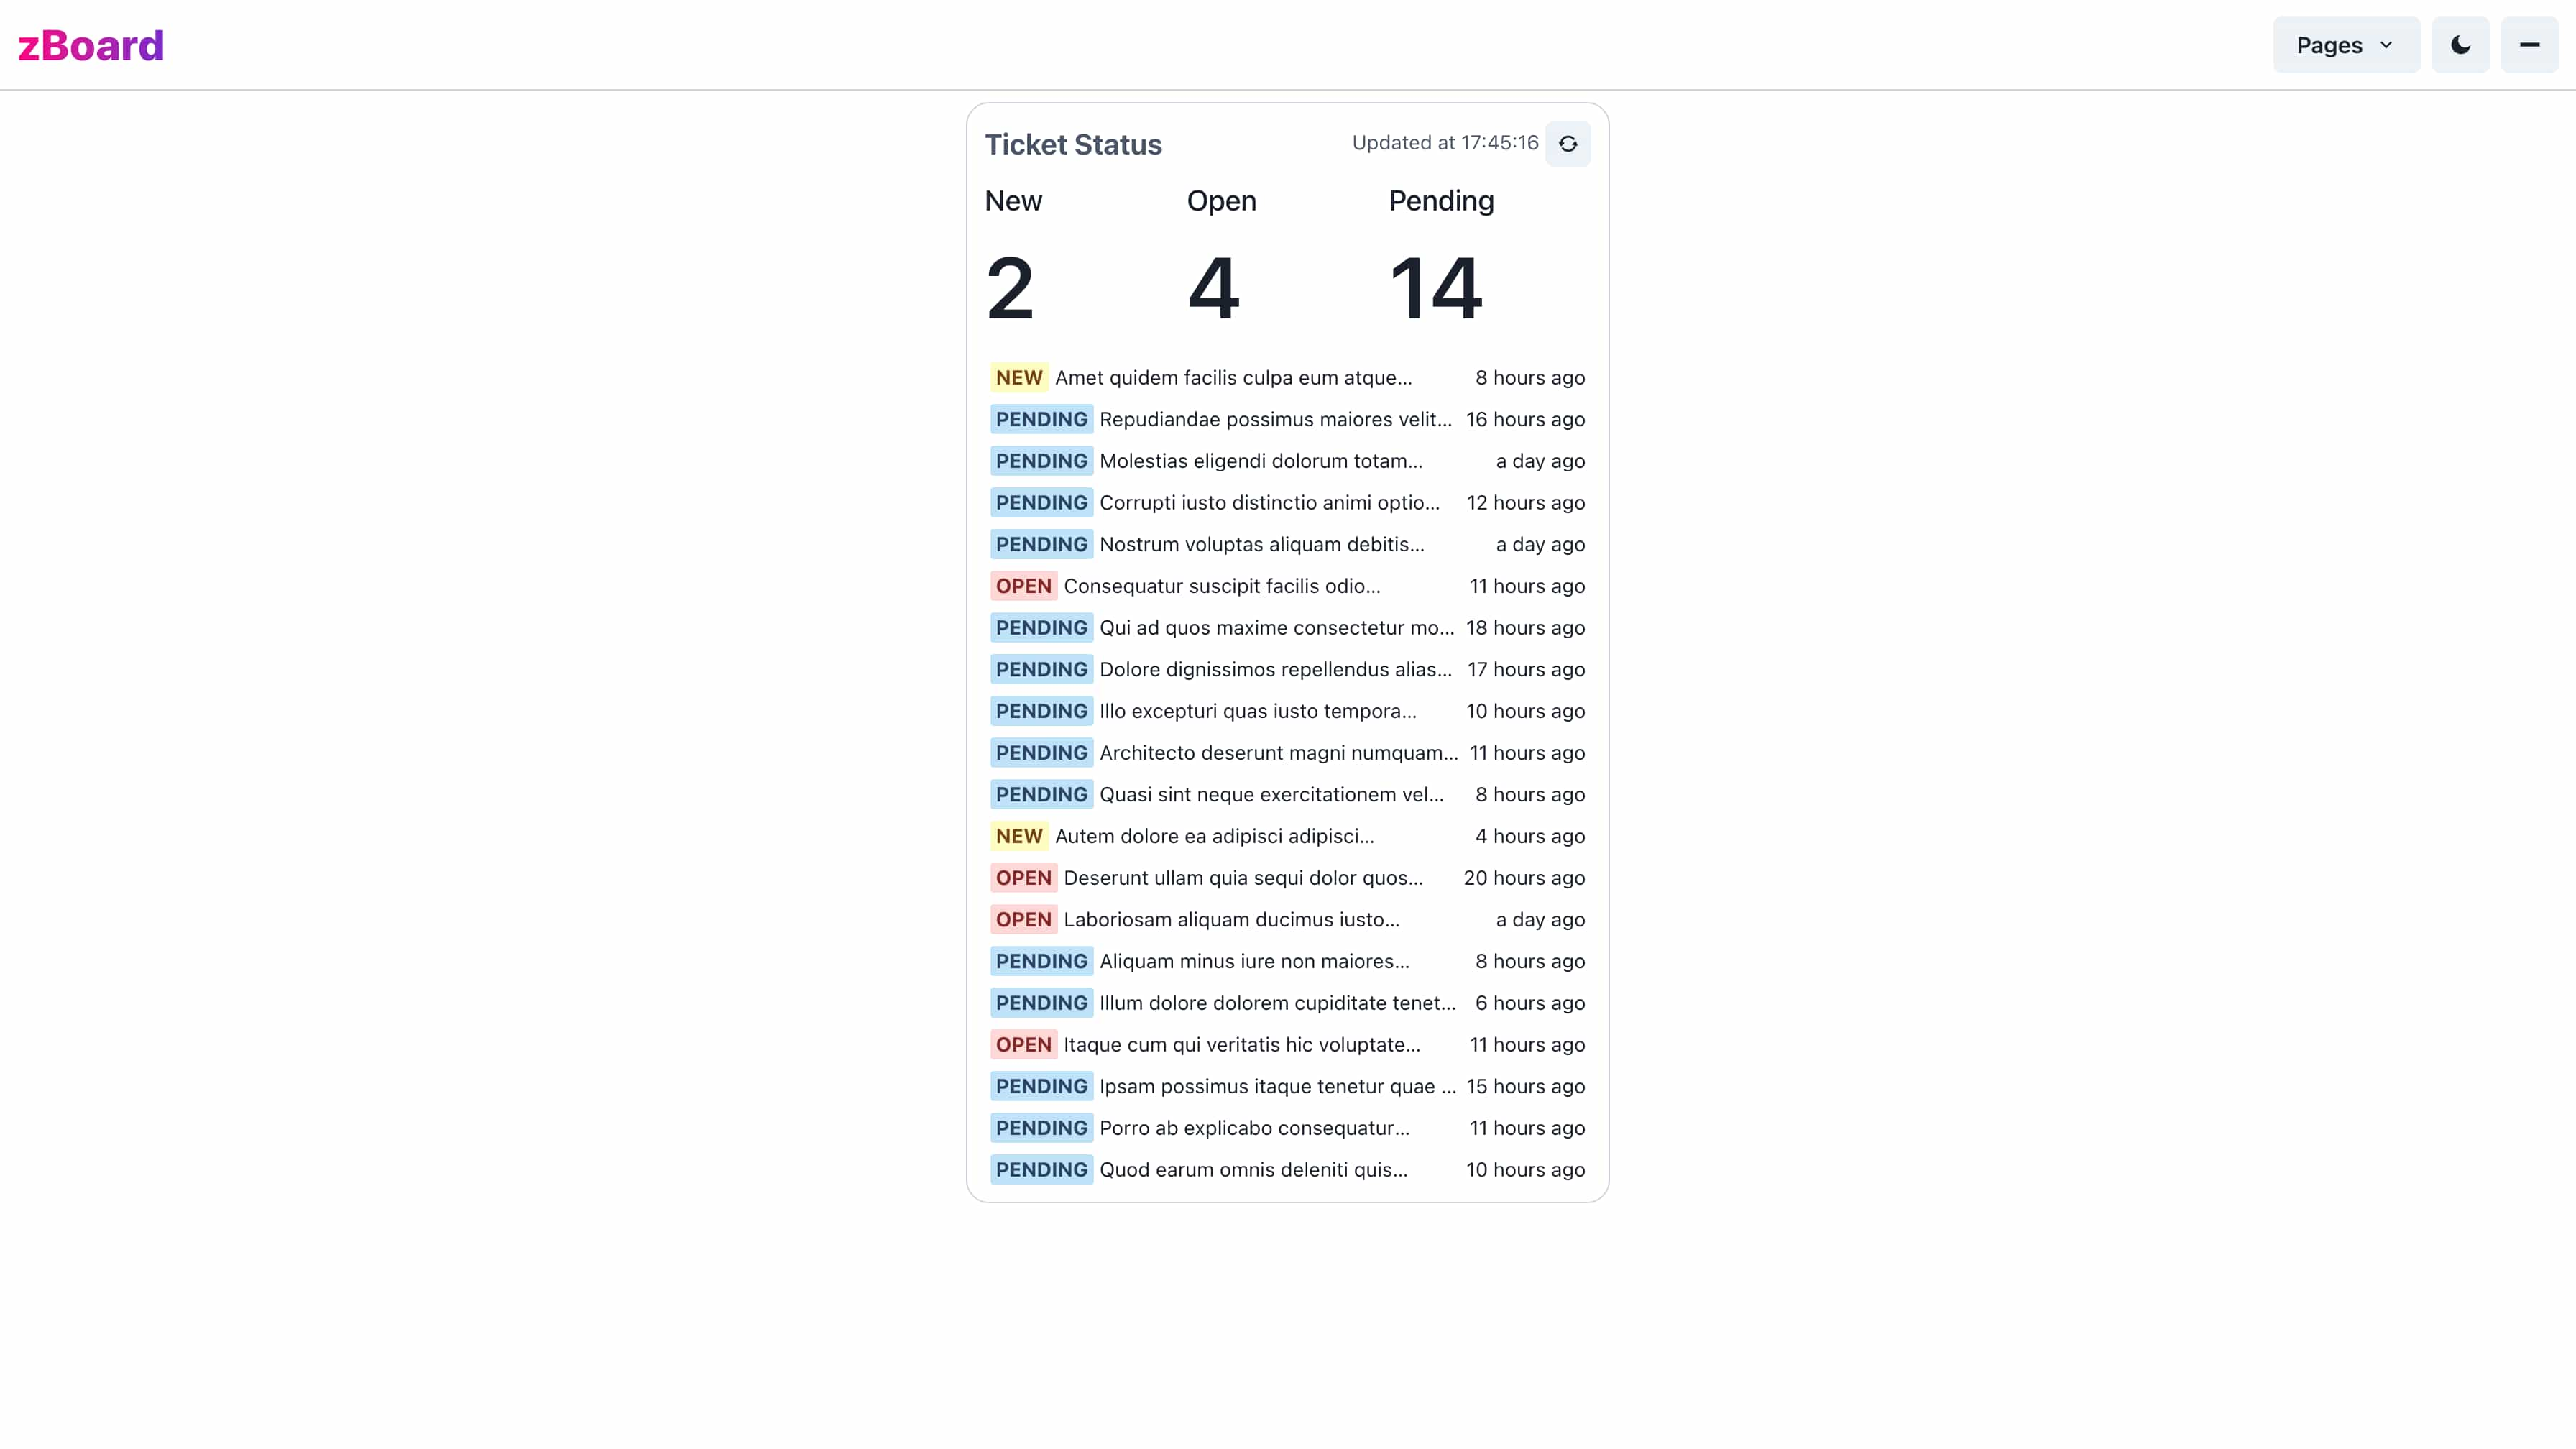 zBoard
Pages
Ticket Status
Updated at 17:45:16
New Open Pending
2 4 14
NEW Amet quidem facilis culpa eum atque... 8 hours ago
PENDING Repudiandae possimus maiores velit... 16 hours ago
PENDING Molestias eligendi dolorum totam... a day ago
PENDING Corrupti iusto distinctio animi optio... 12 hours ago
PENDING Nostrum voluptas aliquam debitis... a day ago
OPEN Consequatur suscipit facilis odio... 11 hours ago
PENDING Qui ad quos maxime consectetur mo... 18 hours ago
PENDING Dolore dignissimos repellendus alias... 17 hours ago
PENDING Illo excepturi quas iusto tempora... 10 hours ago
PENDING Architecto deserunt magni numquam... 11 hours ago
PENDING Quasi sint neque exercitationem vel... 8 hours ago
NEW Autem dolore ea adipisci adipisci... 4 hours ago
OPEN Deserunt ullam quia sequi dolor quos... 20 hours ago
OPEN Laboriosam aliquam ducimus iusto... a day ago
PENDING Aliquam minus iure non maiores... 8 hours ago
PENDING Illum dolore dolorem cupiditate tenet... 6 hours ago
OPEN Itaque cum qui veritatis hic voluptate... 11 hours ago
PENDING Ipsam possimus itaque tenetur quae ... 15 hours ago
PENDING Porro ab explicabo consequatur... 11 hours ago
PENDING Quod earum omnis deleniti quis... 10 hours ago